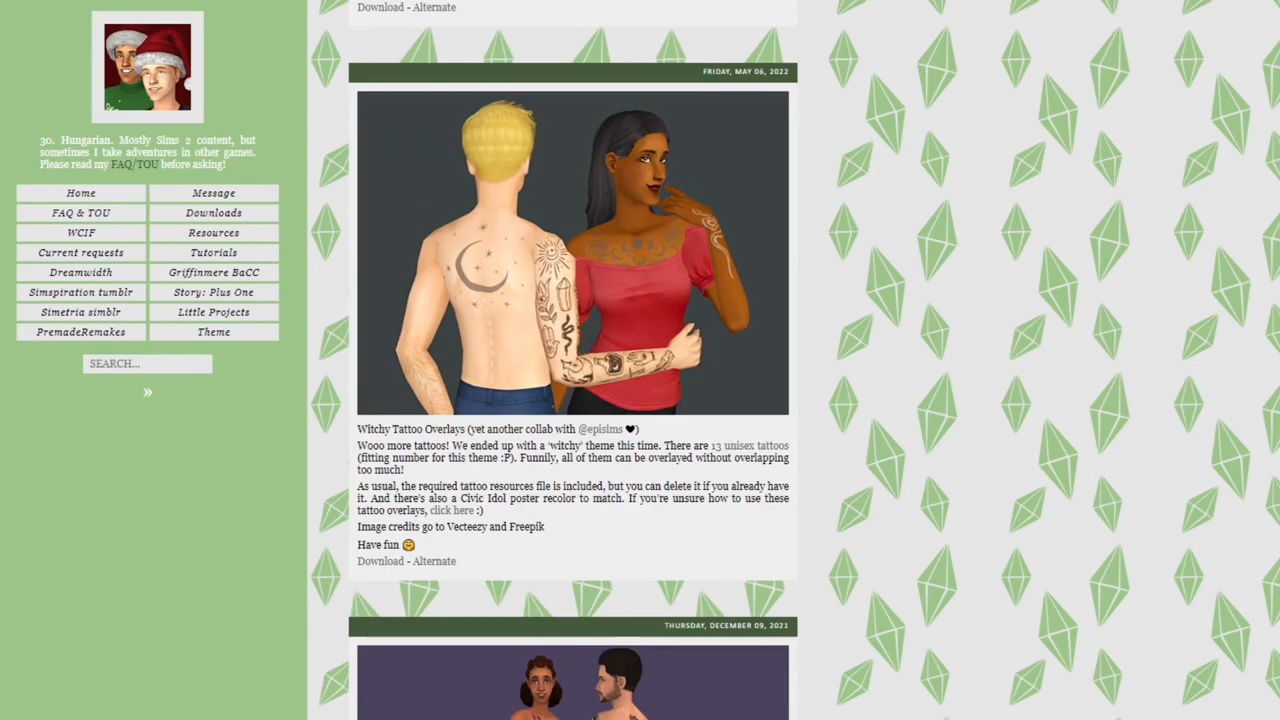 Download - Alternate
FRIDAY, MAY 06, 2022
30. Hungarian. Mostly Sims 2 content, but
sometimes I take adventures in other games.
Please read my FAQ/TOU before asking!
Home
Message
FAQ & TOU
Downloads
WCIF
Resources
Current requests
Tutorials
Dreamwidth
Griffinmere BaCC
Simspiration tumblr
Story: Plus One
Simetria simblr
Little Projects
PremadeRemakes
Theme
SEARCH...
»
Witchy Tattoo Overlays (yet another collab with @episims 🖤)
Wooo more tattoos! We ended up with a ‘witchy’ theme this time. There are 13 unisex tattoos
(fitting number for this theme :P). Funnily, all of them can be overlayed without overlapping
too much!
As usual, the required tattoo resources file is included, but you can delete it if you already have
it. And there’s also a Civic Idol poster recolor to match. If you’re unsure how to use these
tattoo overlays, click here :)
Image credits go to Vecteezy and Freepik
Have fun 🤗
Download - Alternate
THURSDAY, DECEMBER 09, 2021